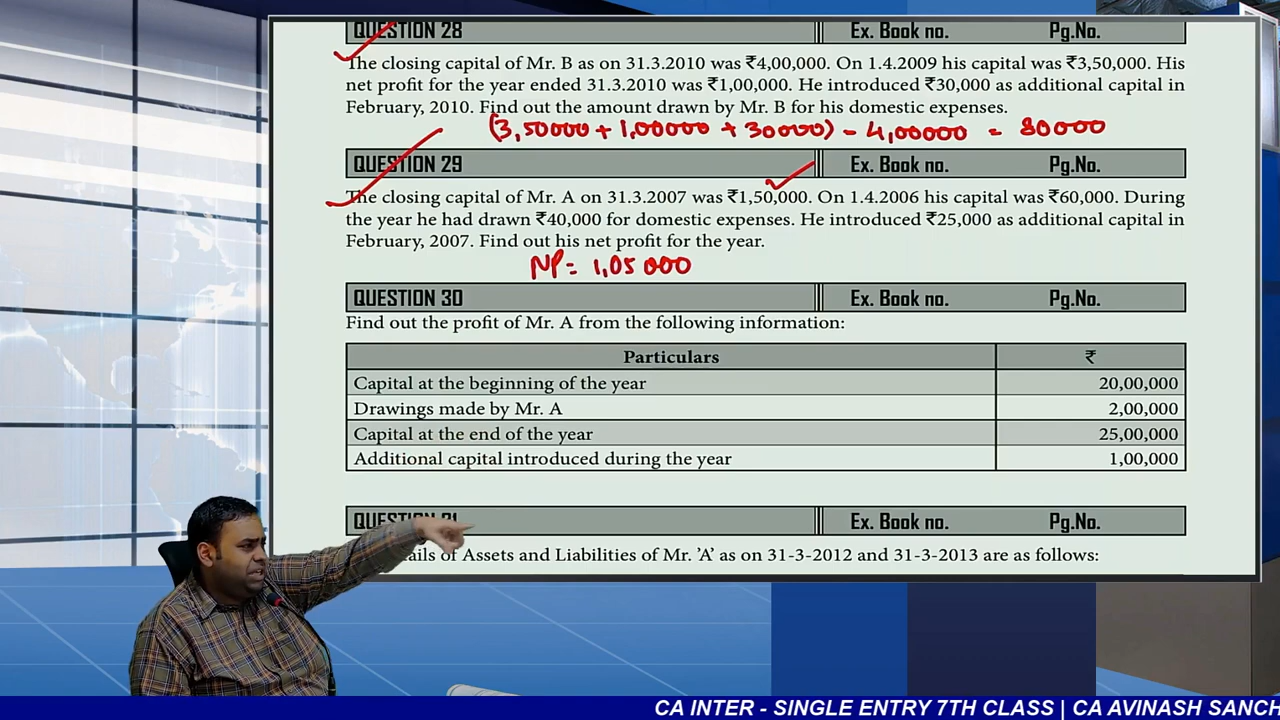 QUESTION 28 Ex. Book no. Pg.No.
The closing capital of Mr. B as on 31.3.2010 was ₹4,00,000. On 1.4.2009 his capital was ₹3,50,000. His
net profit for the year ended 31.3.2010 was ₹1,00,000. He introduced ₹30,000 as additional capital in
February, 2010. Find out the amount drawn by Mr. B for his domestic expenses.
(3,50000 + 1,00000 + 30000) - 4,00000 = 80000
QUESTION 29 Ex. Book no. Pg.No.
The closing capital of Mr. A on 31.3.2007 was ₹1,50,000. On 1.4.2006 his capital was ₹60,000. During
the year he had drawn ₹40,000 for domestic expenses. He introduced ₹25,000 as additional capital in
February, 2007. Find out his net profit for the year.
NP = 1,05000
QUESTION 30 Ex. Book no. Pg.No.
Find out the profit of Mr. A from the following information:
Particulars ₹
Capital at the beginning of the year 20,00,000
Drawings made by Mr. A 2,00,000
Capital at the end of the year 25,00,000
Additional capital introduced during the year 1,00,000
QUESTION 31 Ex. Book no. Pg.No.
of Assets and Liabilities of Mr. 'A' as on 31-3-2012 and 31-3-2013 are as follows:
CA INTER - SINGLE ENTRY 7TH CLASS | CA AVINASH SANCH